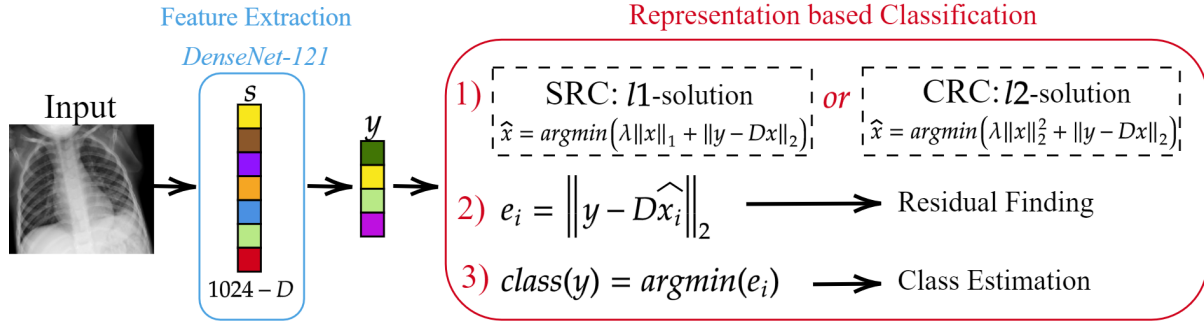 Feature Extraction
DenseNet-121
Input
s
1024 – D
y
Representation based Classification
1) SRC: l1-solution
x̂ = argmin(λ‖x‖₁ + ‖y – Dx‖₂)
or
CRC: l2-solution
x̂ = argmin(λ‖x‖₂² + ‖y – Dx‖₂)
2) eᵢ = ‖y – Dx̂ᵢ‖₂
Residual Finding
3) class(y) = argmin(eᵢ)
Class Estimation